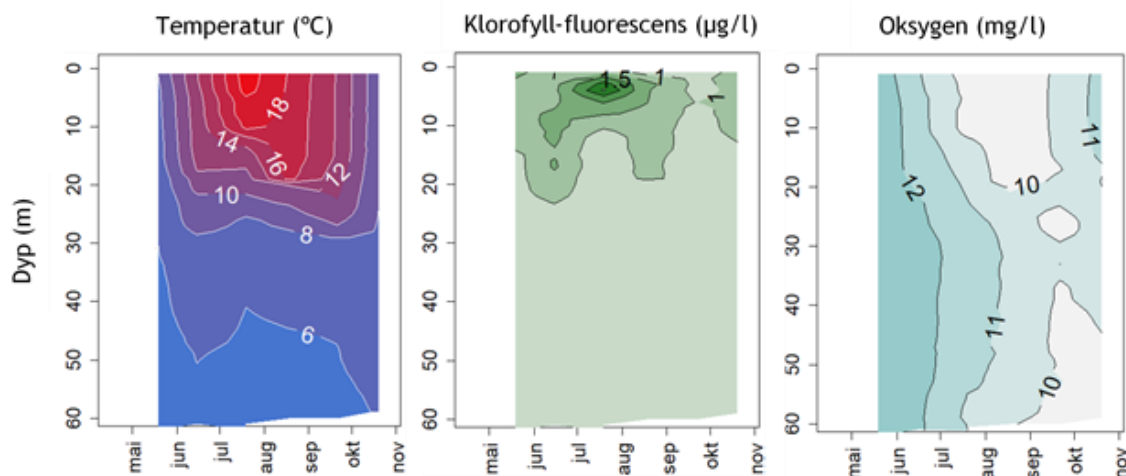 Temperatur (ºC)
Klorofyll-fluorescens (µg/l)
Oksygen (mg/l)
Dyp (m)
0
10
20
30
40
50
60
18
14
16
12
10
8
6
mai
jun
jul
aug
sep
okt
nov
0
10
20
30
40
50
60
1.5
1
1
mai
jun
jul
aug
sep
okt
nov
0
10
20
30
40
50
60
11
12
10
11
10
mai
jun
jul
aug
sep
okt
nov